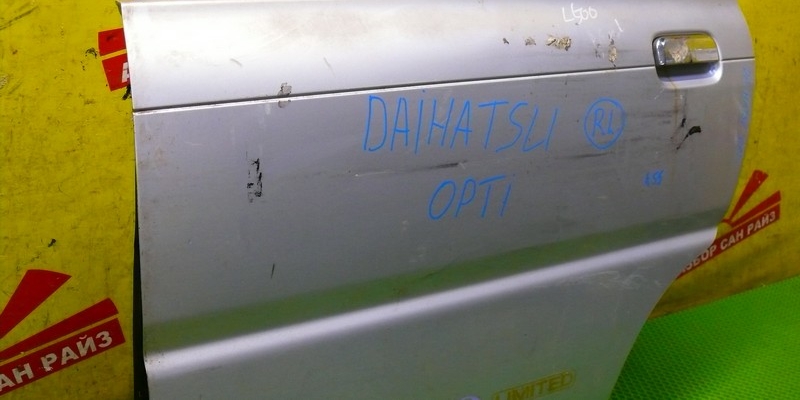 L500
DAIHATSU RL
OPTI
АН РАЙЗ
ЗБОР САН РАЙЗ
LIMITED